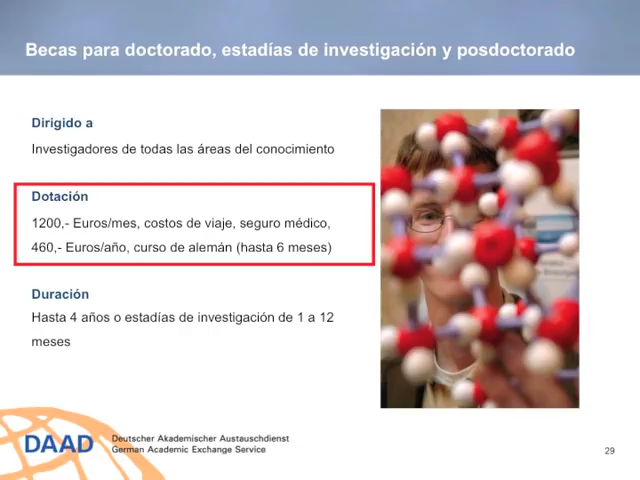 Becas para doctorado, estadías de investigación y posdoctorado
Dirigido a
Investigadores de todas las áreas del conocimiento
Dotación
1200,- Euros/mes, costos de viaje, seguro médico,
460,- Euros/año, curso de alemán (hasta 6 meses)
Duración
Hasta 4 años o estadías de investigación de 1 a 12
meses
DAAD
Deutscher Akademischer Austauschdienst
German Academic Exchange Service
29